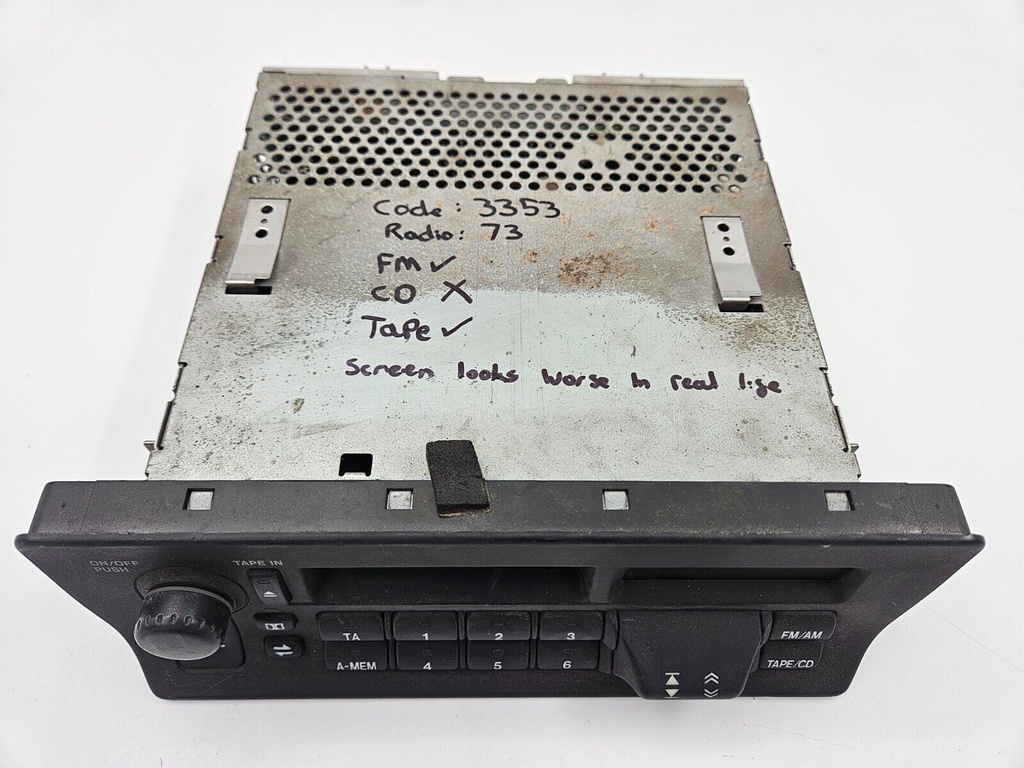 Code: 3353
Radio: 73
FM ✓
CD X
Tape ✓
Screen looks worse in real life
ON/OFF
PUSH
TAPE IN
TA
1
2
3
FM/AM
A-MEM
4
5
6
TAPE/CD